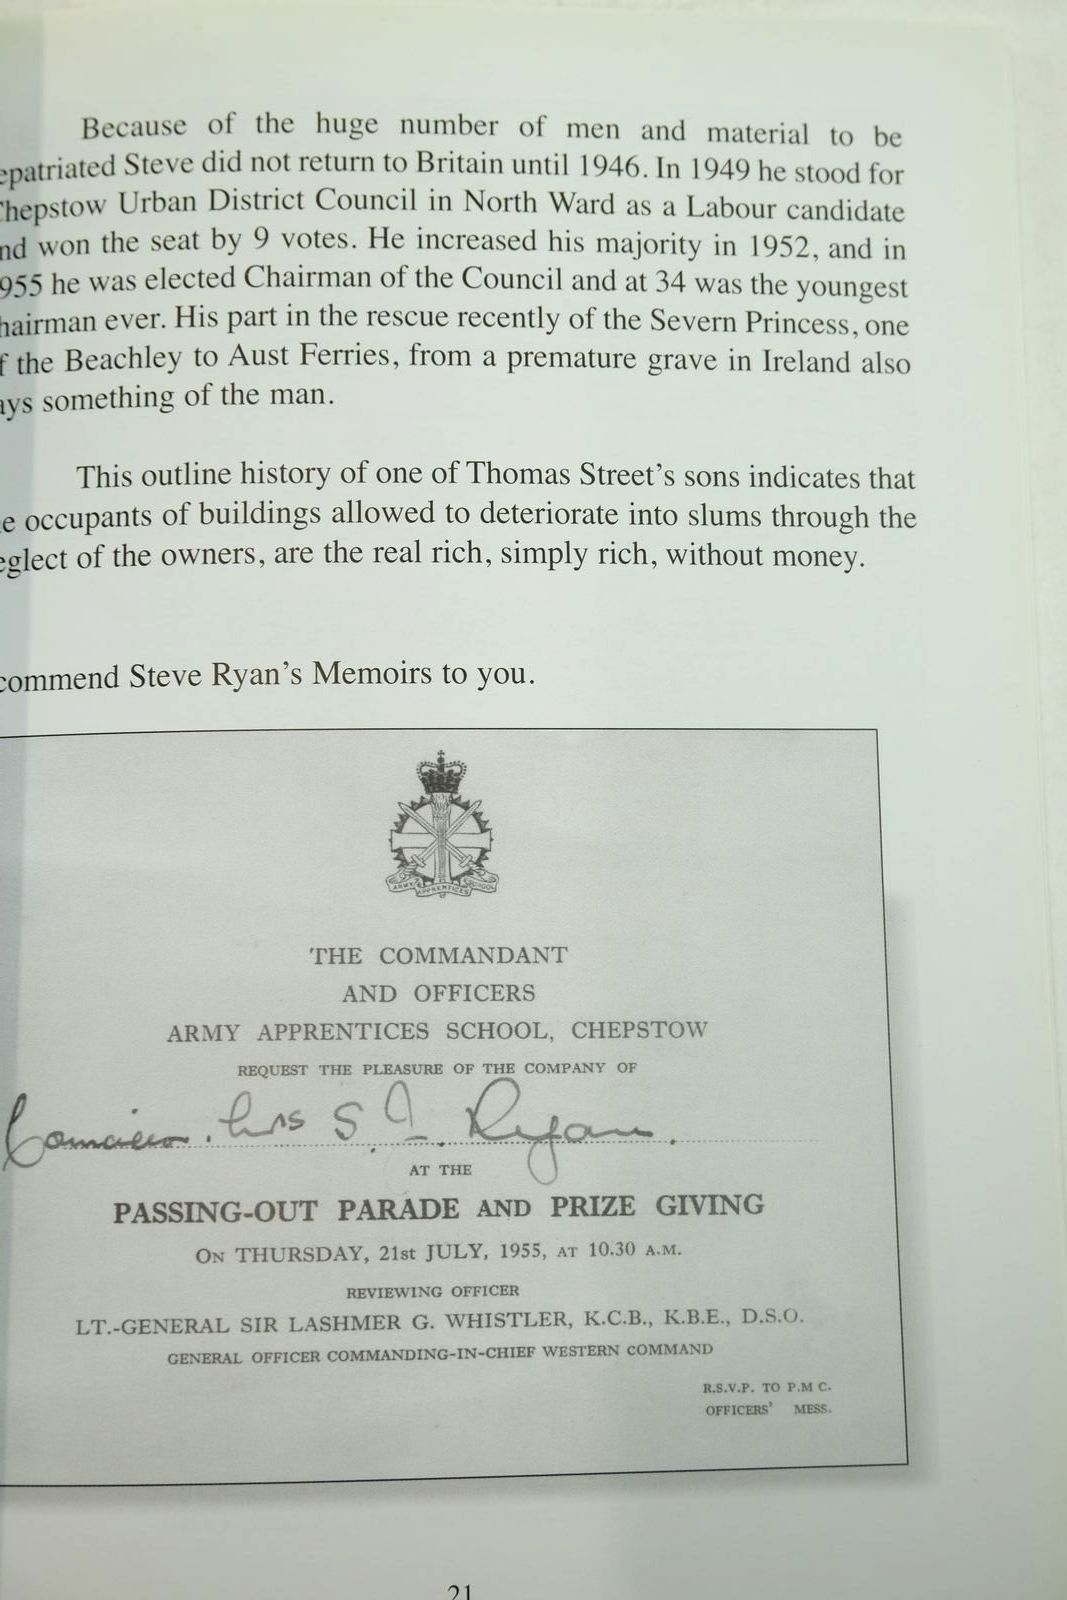 Because of the huge number of men and material to be
epatriated Steve did not return to Britain until 1946. In 1949 he stood for
hepstow Urban District Council in North Ward as a Labour candidate
nd won the seat by 9 votes. He increased his majority in 1952, and in
955 he was elected Chairman of the Council and at 34 was the youngest
hairman ever. His part in the rescue recently of the Severn Princess, one
f the Beachley to Aust Ferries, from a premature grave in Ireland also
ays something of the man.
This outline history of one of Thomas Street's sons indicates that
e occupants of buildings allowed to deteriorate into slums through the
eglect of the owners, are the real rich, simply rich, without money.
commend Steve Ryan's Memoirs to you.
ARMY APPRENTICES SCHOOL
THE COMMANDANT
AND OFFICERS
ARMY APPRENTICES SCHOOL, CHEPSTOW
REQUEST THE PLEASURE OF THE COMPANY OF
S. J. Ryan.
AT THE
PASSING-OUT PARADE AND PRIZE GIVING
ON THURSDAY, 21st JULY, 1955, AT 10.30 A.M.
REVIEWING OFFICER
LT.-GENERAL SIR LASHMER G. WHISTLER, K.C.B., K.B.E., D.S.O.
GENERAL OFFICER COMMANDING-IN-CHIEF WESTERN COMMAND
R.S.V.P. TO P.M C.
OFFICERS' MESS.
21